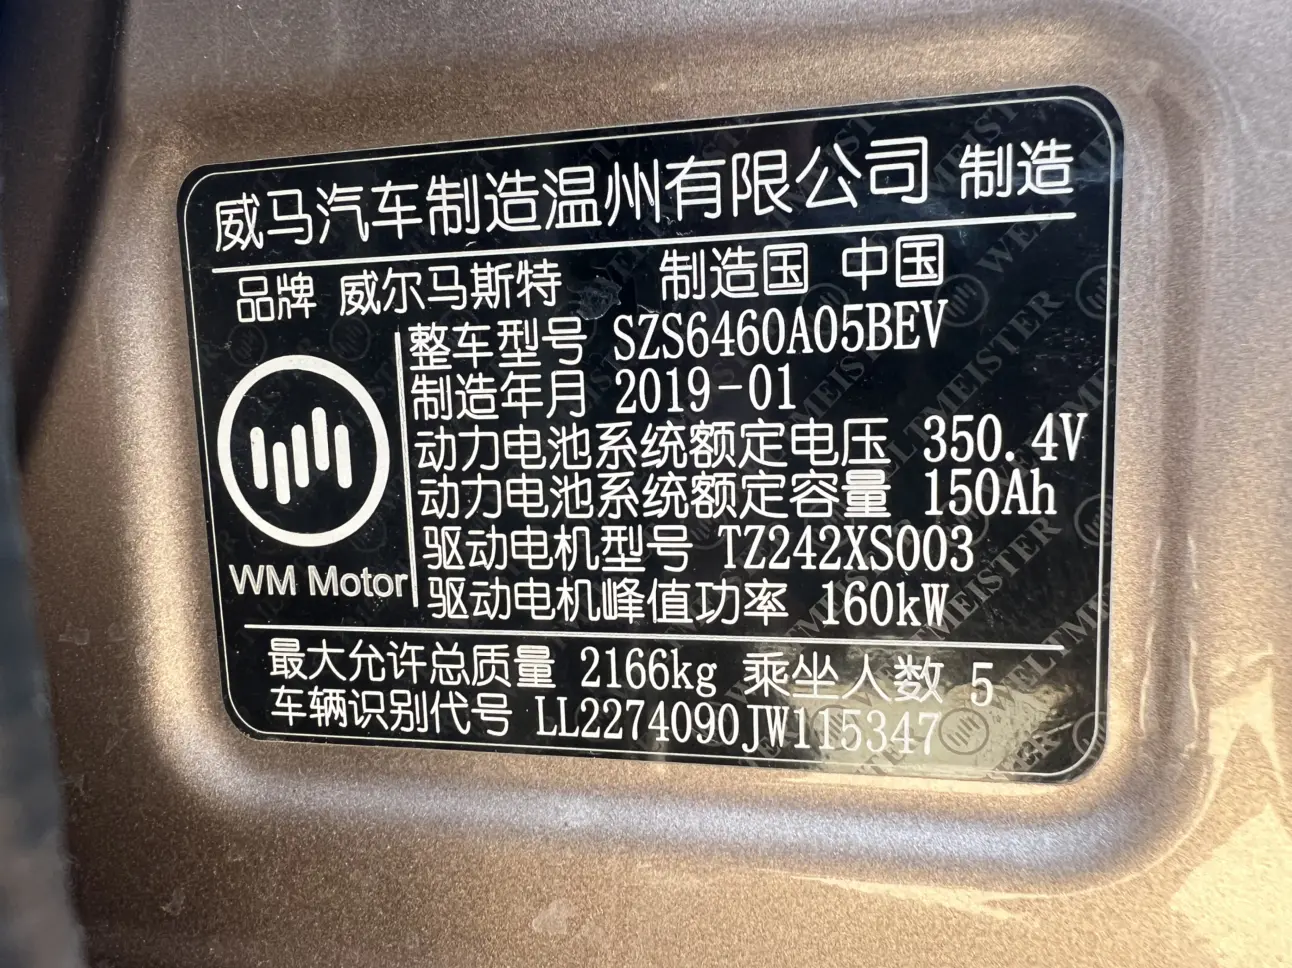 威马汽车制造温州有限公司 制造
品牌 威尔马斯特 制造国 中国
整车型号 SZS6460A05BEV
制造年月 2019-01
动力电池系统额定电压 350.4V
动力电池系统额定容量 150Ah
驱动电机型号 TZ242XS003
WM Motor
驱动电机峰值功率 160kW
最大允许总质量 2166kg 乘坐人数 5
车辆识别代号 LL2274090JW115347
WELTMEISTER